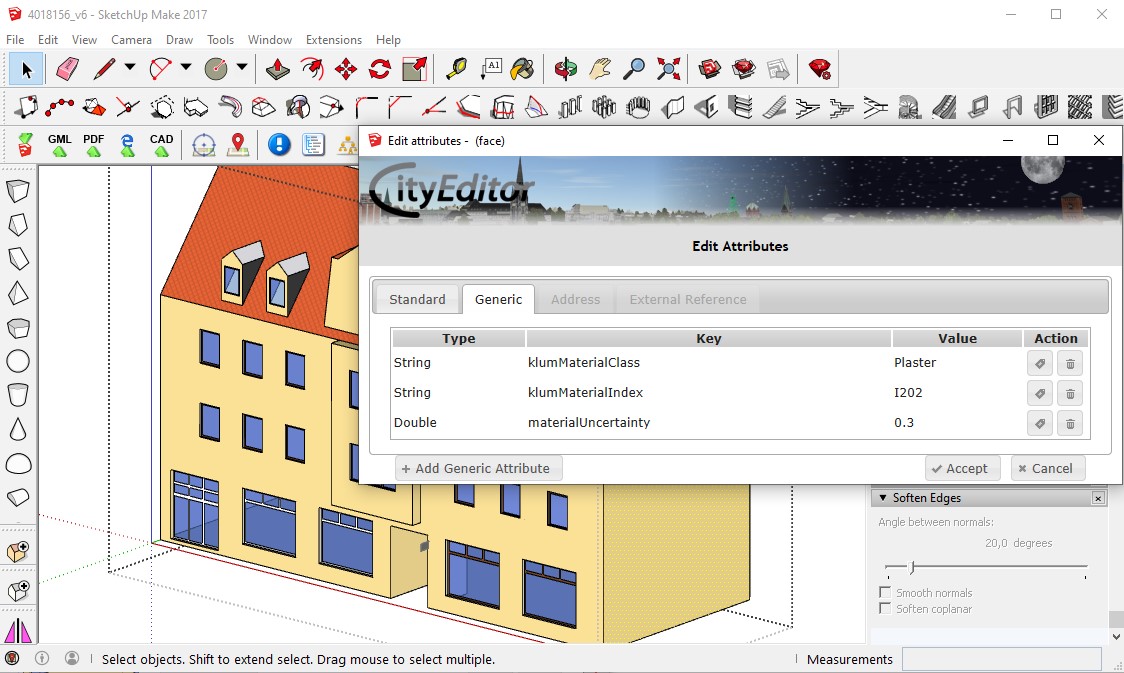 4018156_v6 - SketchUp Make 2017
File Edit View Camera Draw Tools Window Extensions Help
A1
GML PDF e CAD
Edit attributes - (face)
CityEditor
Edit Attributes
Standard Generic Address External Reference
Type Key Value Action
String klumMaterialClass Plaster
String klumMaterialIndex I202
Double materialUncertainty 0.3
+ Add Generic Attribute Accept Cancel
Soften Edges
Angle between normals:
20,0 degrees
Smooth normals
Soften coplanar
Select objects. Shift to extend select. Drag mouse to select multiple. Measurements